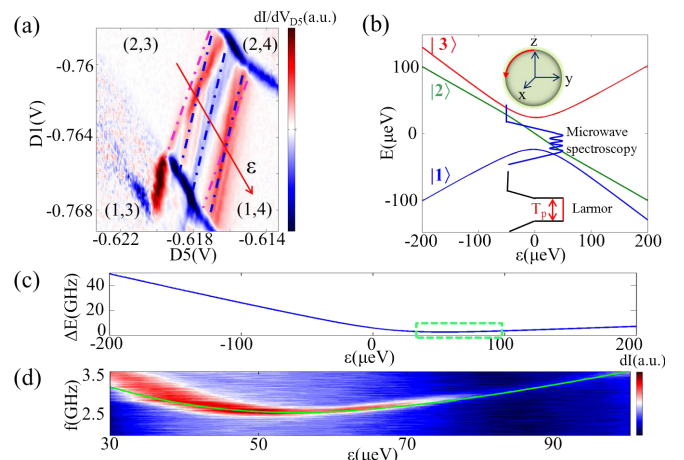 (a)
dI/dV_D5(a.u.)
(2,3)
(2,4)
-0.76
-0.764
-0.768
D1(V)
ε
(1,3)
(1,4)
-0.622
-0.618
-0.614
D5(V)
(b)
|3>
|2>
|1>
z
y
x
100
0
-100
E(μeV)
Microwave
spectroscopy
T_p
Larmor
-200
-100
0
100
200
ε(μeV)
(c)
40
20
0
ΔE(GHz)
-200
-100
0
100
200
ε(μeV)
dI(a.u.)
(d)
3.5
2.5
f(GHz)
30
50
70
90
ε(μeV)